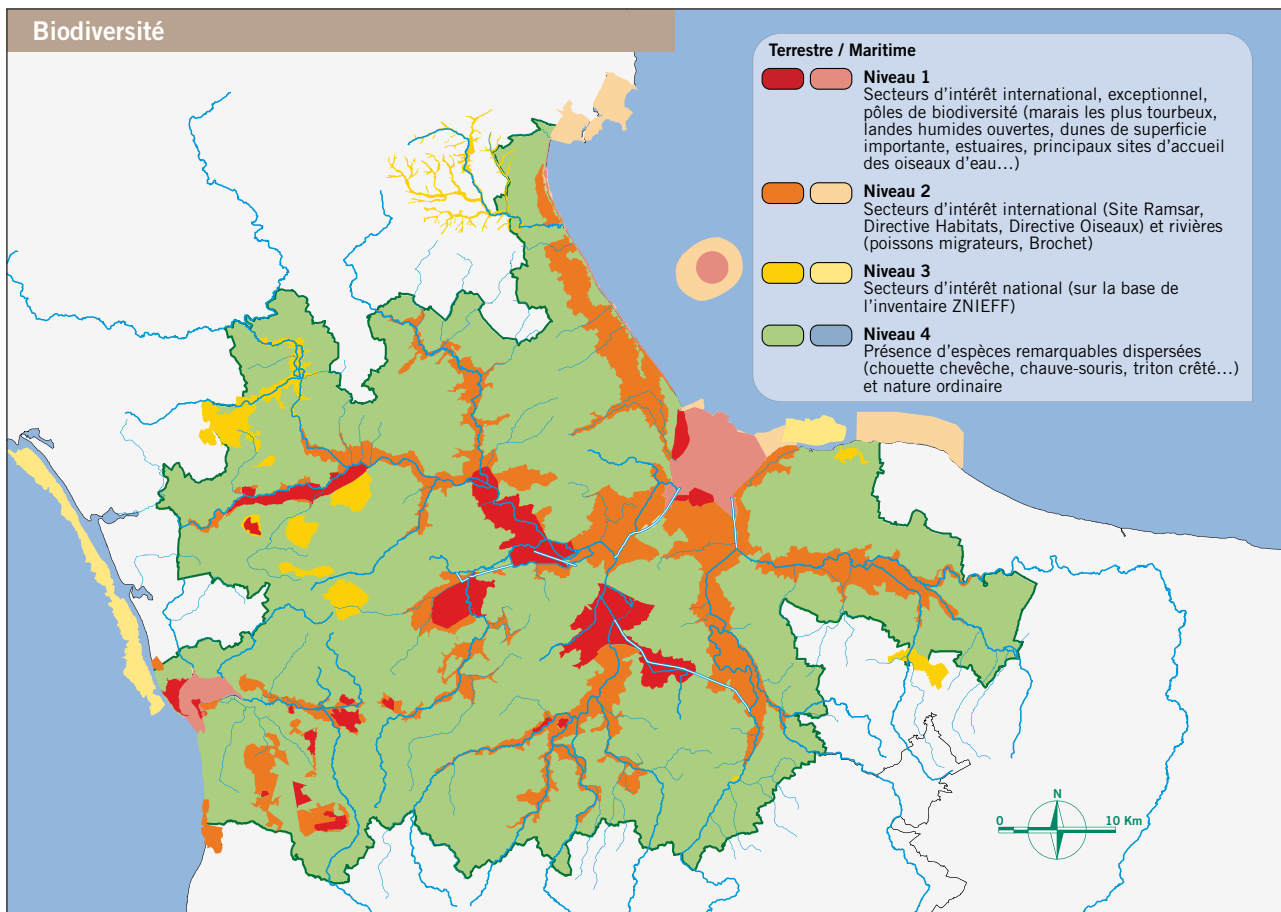 Biodiversité
Terrestre / Maritime
Niveau 1
Secteurs d'intérêt international, exceptionnel,
pôles de biodiversité (marais les plus tourbeux,
landes humides ouvertes, dunes de superficie
importante, estuaires, principaux sites d'accueil
des oiseaux d'eau...)
Niveau 2
Secteurs d'intérêt international (Site Ramsar,
Directive Habitats, Directive Oiseaux) et rivières
(poissons migrateurs, Brochet)
Niveau 3
Secteurs d'intérêt national (sur la base de
l'inventaire ZNIEFF)
Niveau 4
Présence d'espèces remarquables dispersées
(chouette chevêche, chauve-souris, triton crêté...)
et nature ordinaire
N
0 10 Km